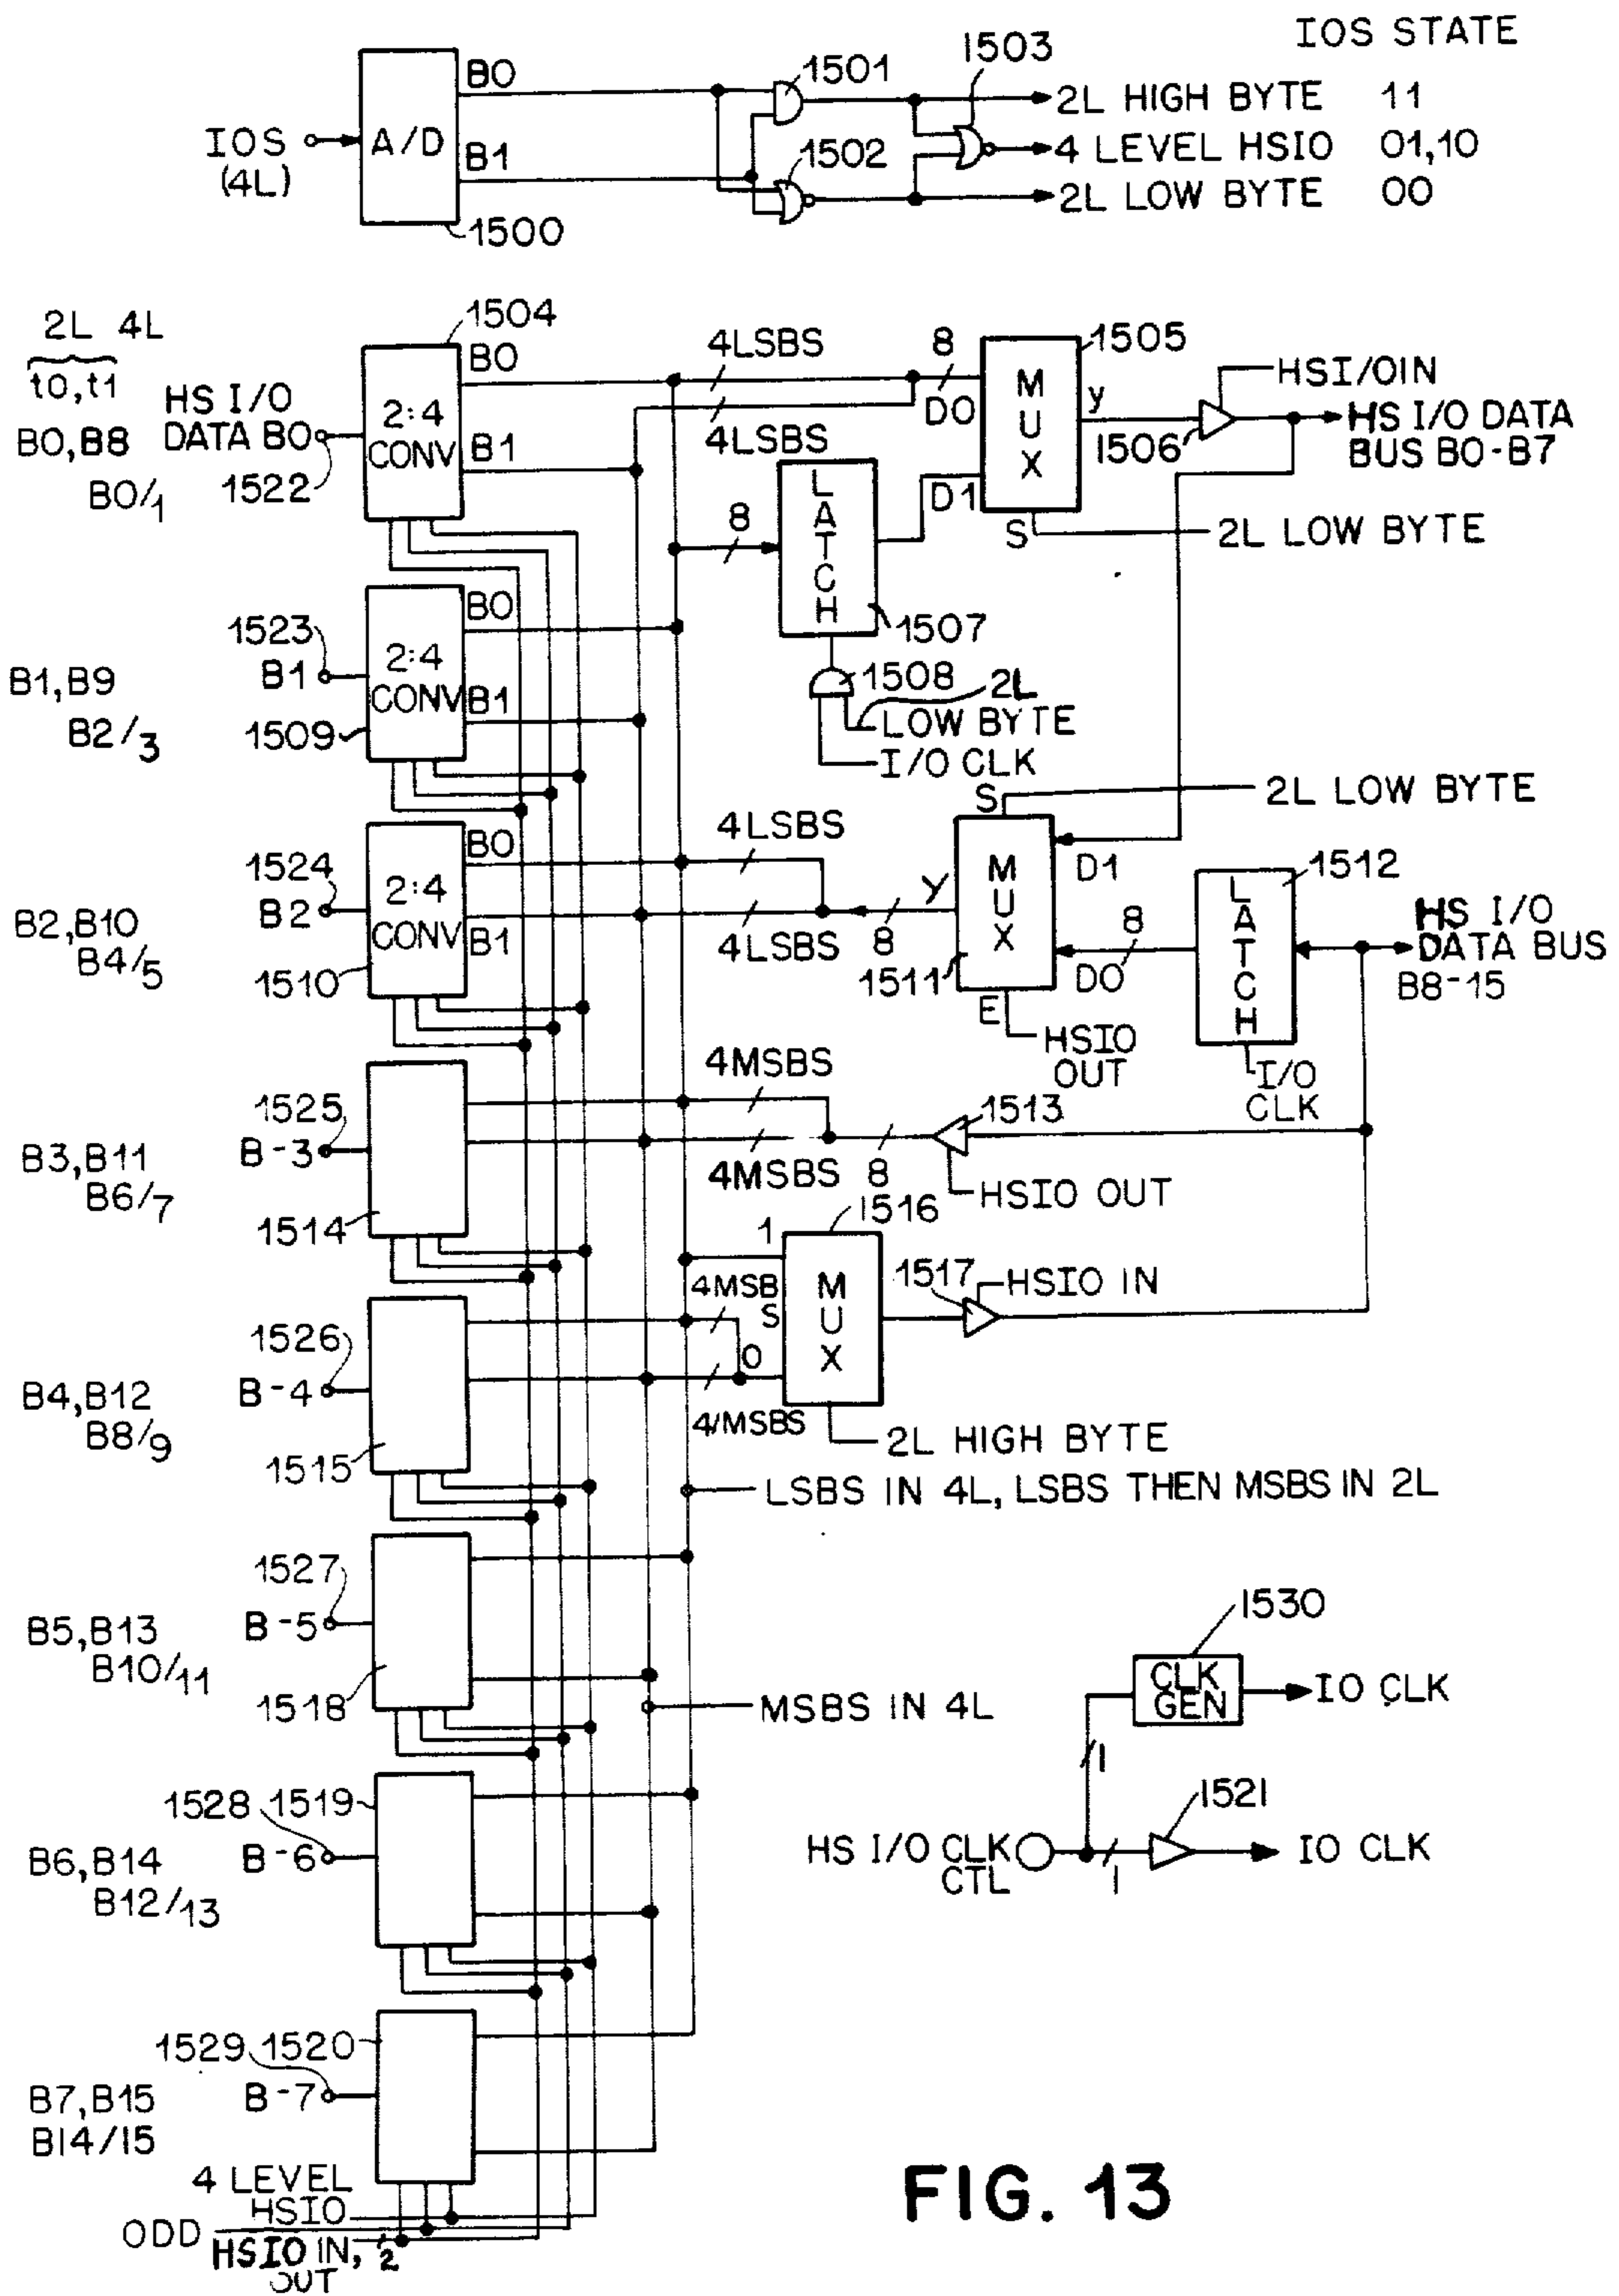 IOS STATE
1503
1501
B0
2L HIGH BYTE 11
IOS
(4L)
A/D
4 LEVEL HSIO 01,10
B1
1502
2L LOW BYTE 00
1500
2L 4L
t0,t1
1504
B0
4LSBS
8
1505
HS I/O
DATA B0
2:4
CONV
MUX
y
HSI/OIN
D0
B0,B8
B0/1
1522
B1
4LSBS
1506
HS I/O DATA
BUS B0-B7
LATCH
D1
8
S
2L LOW BYTE
B0
1523
B1
2:4
CONV
B1
1507
1508
2L
LOW BYTE
I/O CLK
B1,B9
B2/3
1509
S
2L LOW BYTE
B0
4LSBS
1524
B2
2:4
CONV
B1
Y
MUX
D1
1512
LATCH
8
4LSBS
8
1511
D0
HS I/O
DATA BUS
B8-15
B2,B10
B4/5
1510
E
HSIO
OUT
I/O
CLK
4MSBS
1513
1525
B-3
4MSBS
8
B3,B11
B6/7
HSIO OUT
1514
1516
1
4MSB
S
MUX
1517
HSIO IN
1526
B-4
0
4/MSBS
B4,B12
B8/9
2L HIGH BYTE
1515
LSBS IN 4L, LSBS THEN MSBS IN 2L
1527
B-5
1530
B5,B13
B10/11
CLK
GEN
IO CLK
1518
MSBS IN 4L
1
1528 1519
1521
B-6
HS I/O CLK
CTL
1
IO CLK
B6,B14
B12/13
1529 1520
B-7
B7,B15
B14/15
4 LEVEL
HSIO
ODD
HSIO IN, 2
OUT
FIG. 13